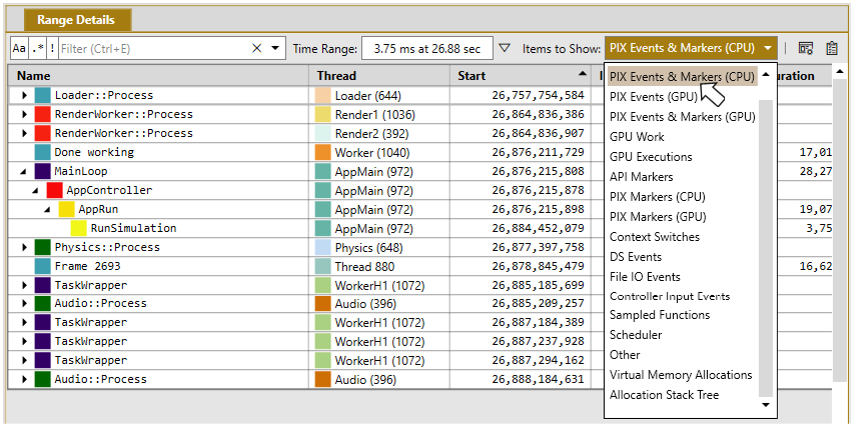 Range Details
Aa .* ! Filter (Ctrl+E) Time Range: 3.75 ms at 26.88 sec Items to Show: PIX Events & Markers (CPU)
Name Thread Start uration
Loader::Process Loader (644) 26,757,754,584
RenderWorker::Process Render1 (1036) 26,864,836,386
RenderWorker::Process Render2 (392) 26,864,836,907
Done working Worker (1040) 26,876,211,729 17,01
MainLoop AppMain (972) 26,876,215,808 28,27
AppController AppMain (972) 26,876,215,878
AppRun AppMain (972) 26,876,215,898 19,07
RunSimulation AppMain (972) 26,884,452,079 3,75
Physics::Process Physics (648) 26,877,397,758
Frame 2693 Thread 880 26,878,845,479 16,62
TaskWrapper WorkerH1 (1072) 26,885,185,699
Audio::Process Audio (396) 26,885,209,257
TaskWrapper WorkerH1 (1072) 26,887,184,389
TaskWrapper WorkerH1 (1072) 26,887,237,928
TaskWrapper WorkerH1 (1072) 26,887,294,162
Audio::Process Audio (396) 26,888,184,631
PIX Events & Markers (CPU)
PIX Events (GPU)
PIX Events & Markers (GPU)
GPU Work
GPU Executions
API Markers
PIX Markers (CPU)
PIX Markers (GPU)
Context Switches
DS Events
File IO Events
Controller Input Events
Sampled Functions
Scheduler
Other
Virtual Memory Allocations
Allocation Stack Tree